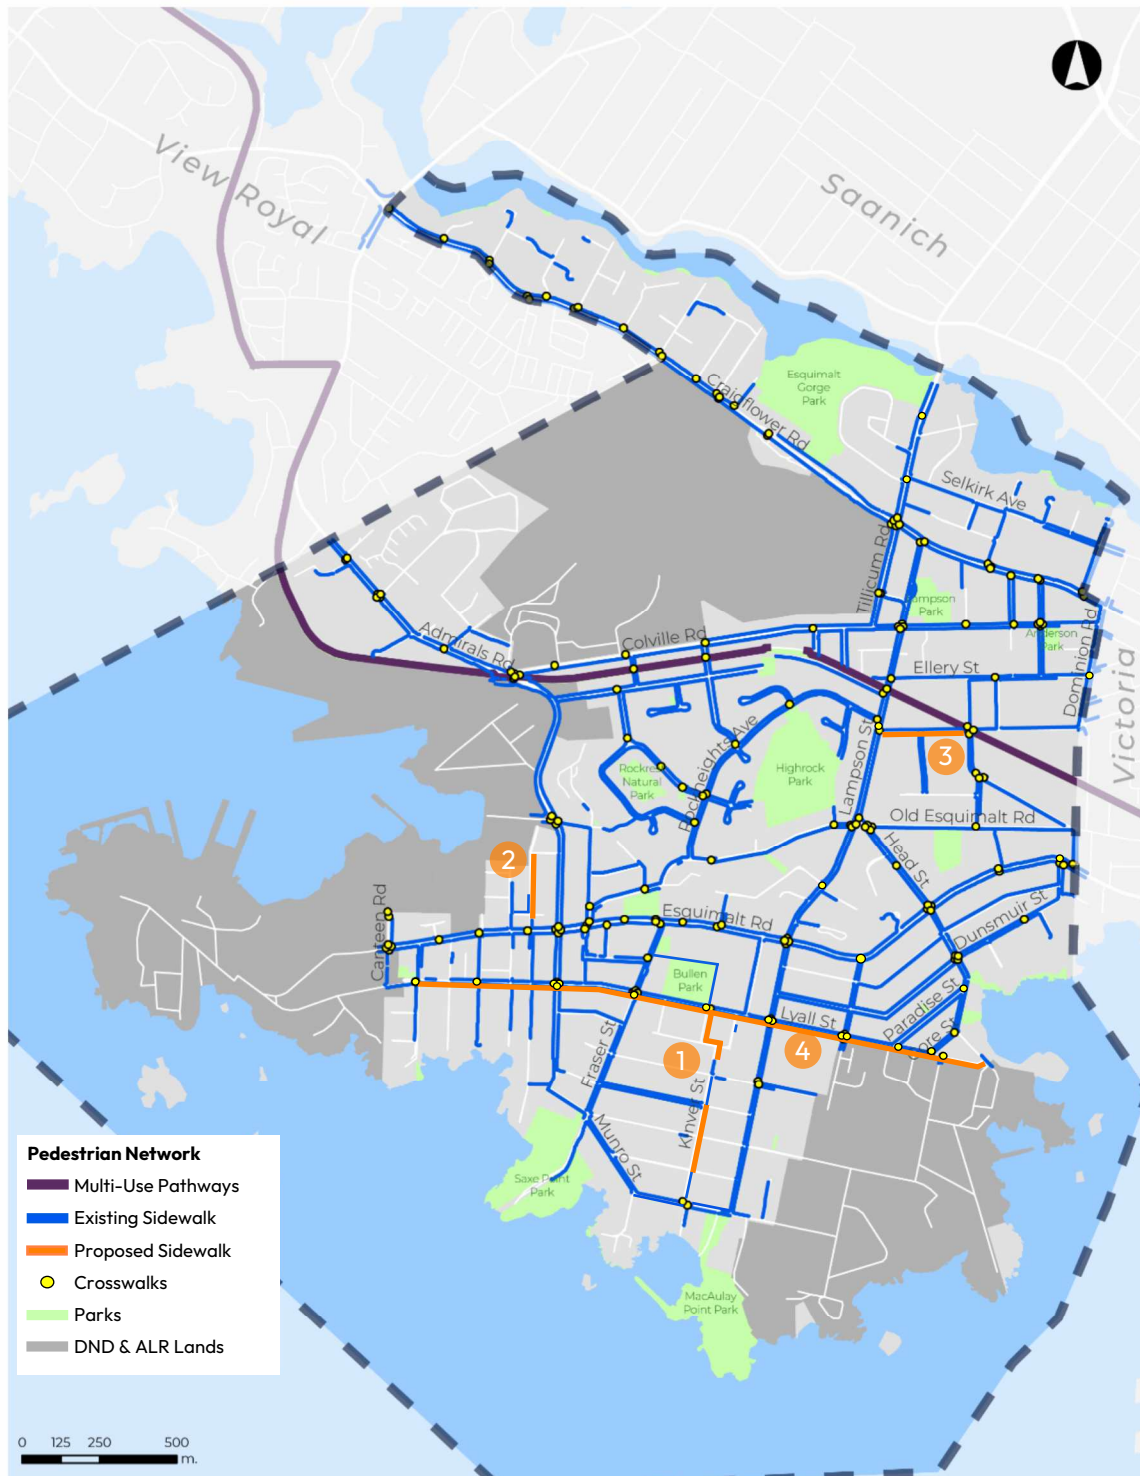 View Royal
Saanich
Esquimalt
Gorge
Park
Craigflower Rd
Selkirk Ave
Tillicum Rd
Lampson
Park
Anderson
Park
Admirals Rd
Colville Rd
Ellery St
Dominion Rd
Victoria
Rockheights Ave
Lampson St
3
Rockrest
Natural
Park
Highrock
Park
Old Esquimalt Rd
2
Head St
Canteen Rd
Esquimalt Rd
Dunsmuir St
Bullen
Park
Paradise St
Lyall St
Fraser St
1
4
Kinver St
Munro St
Saxe Point
Park
MacAulay
Point Park
Pedestrian Network
Multi-Use Pathways
Existing Sidewalk
Proposed Sidewalk
Crosswalks
Parks
DND & ALR Lands
0 125 250 500
m.